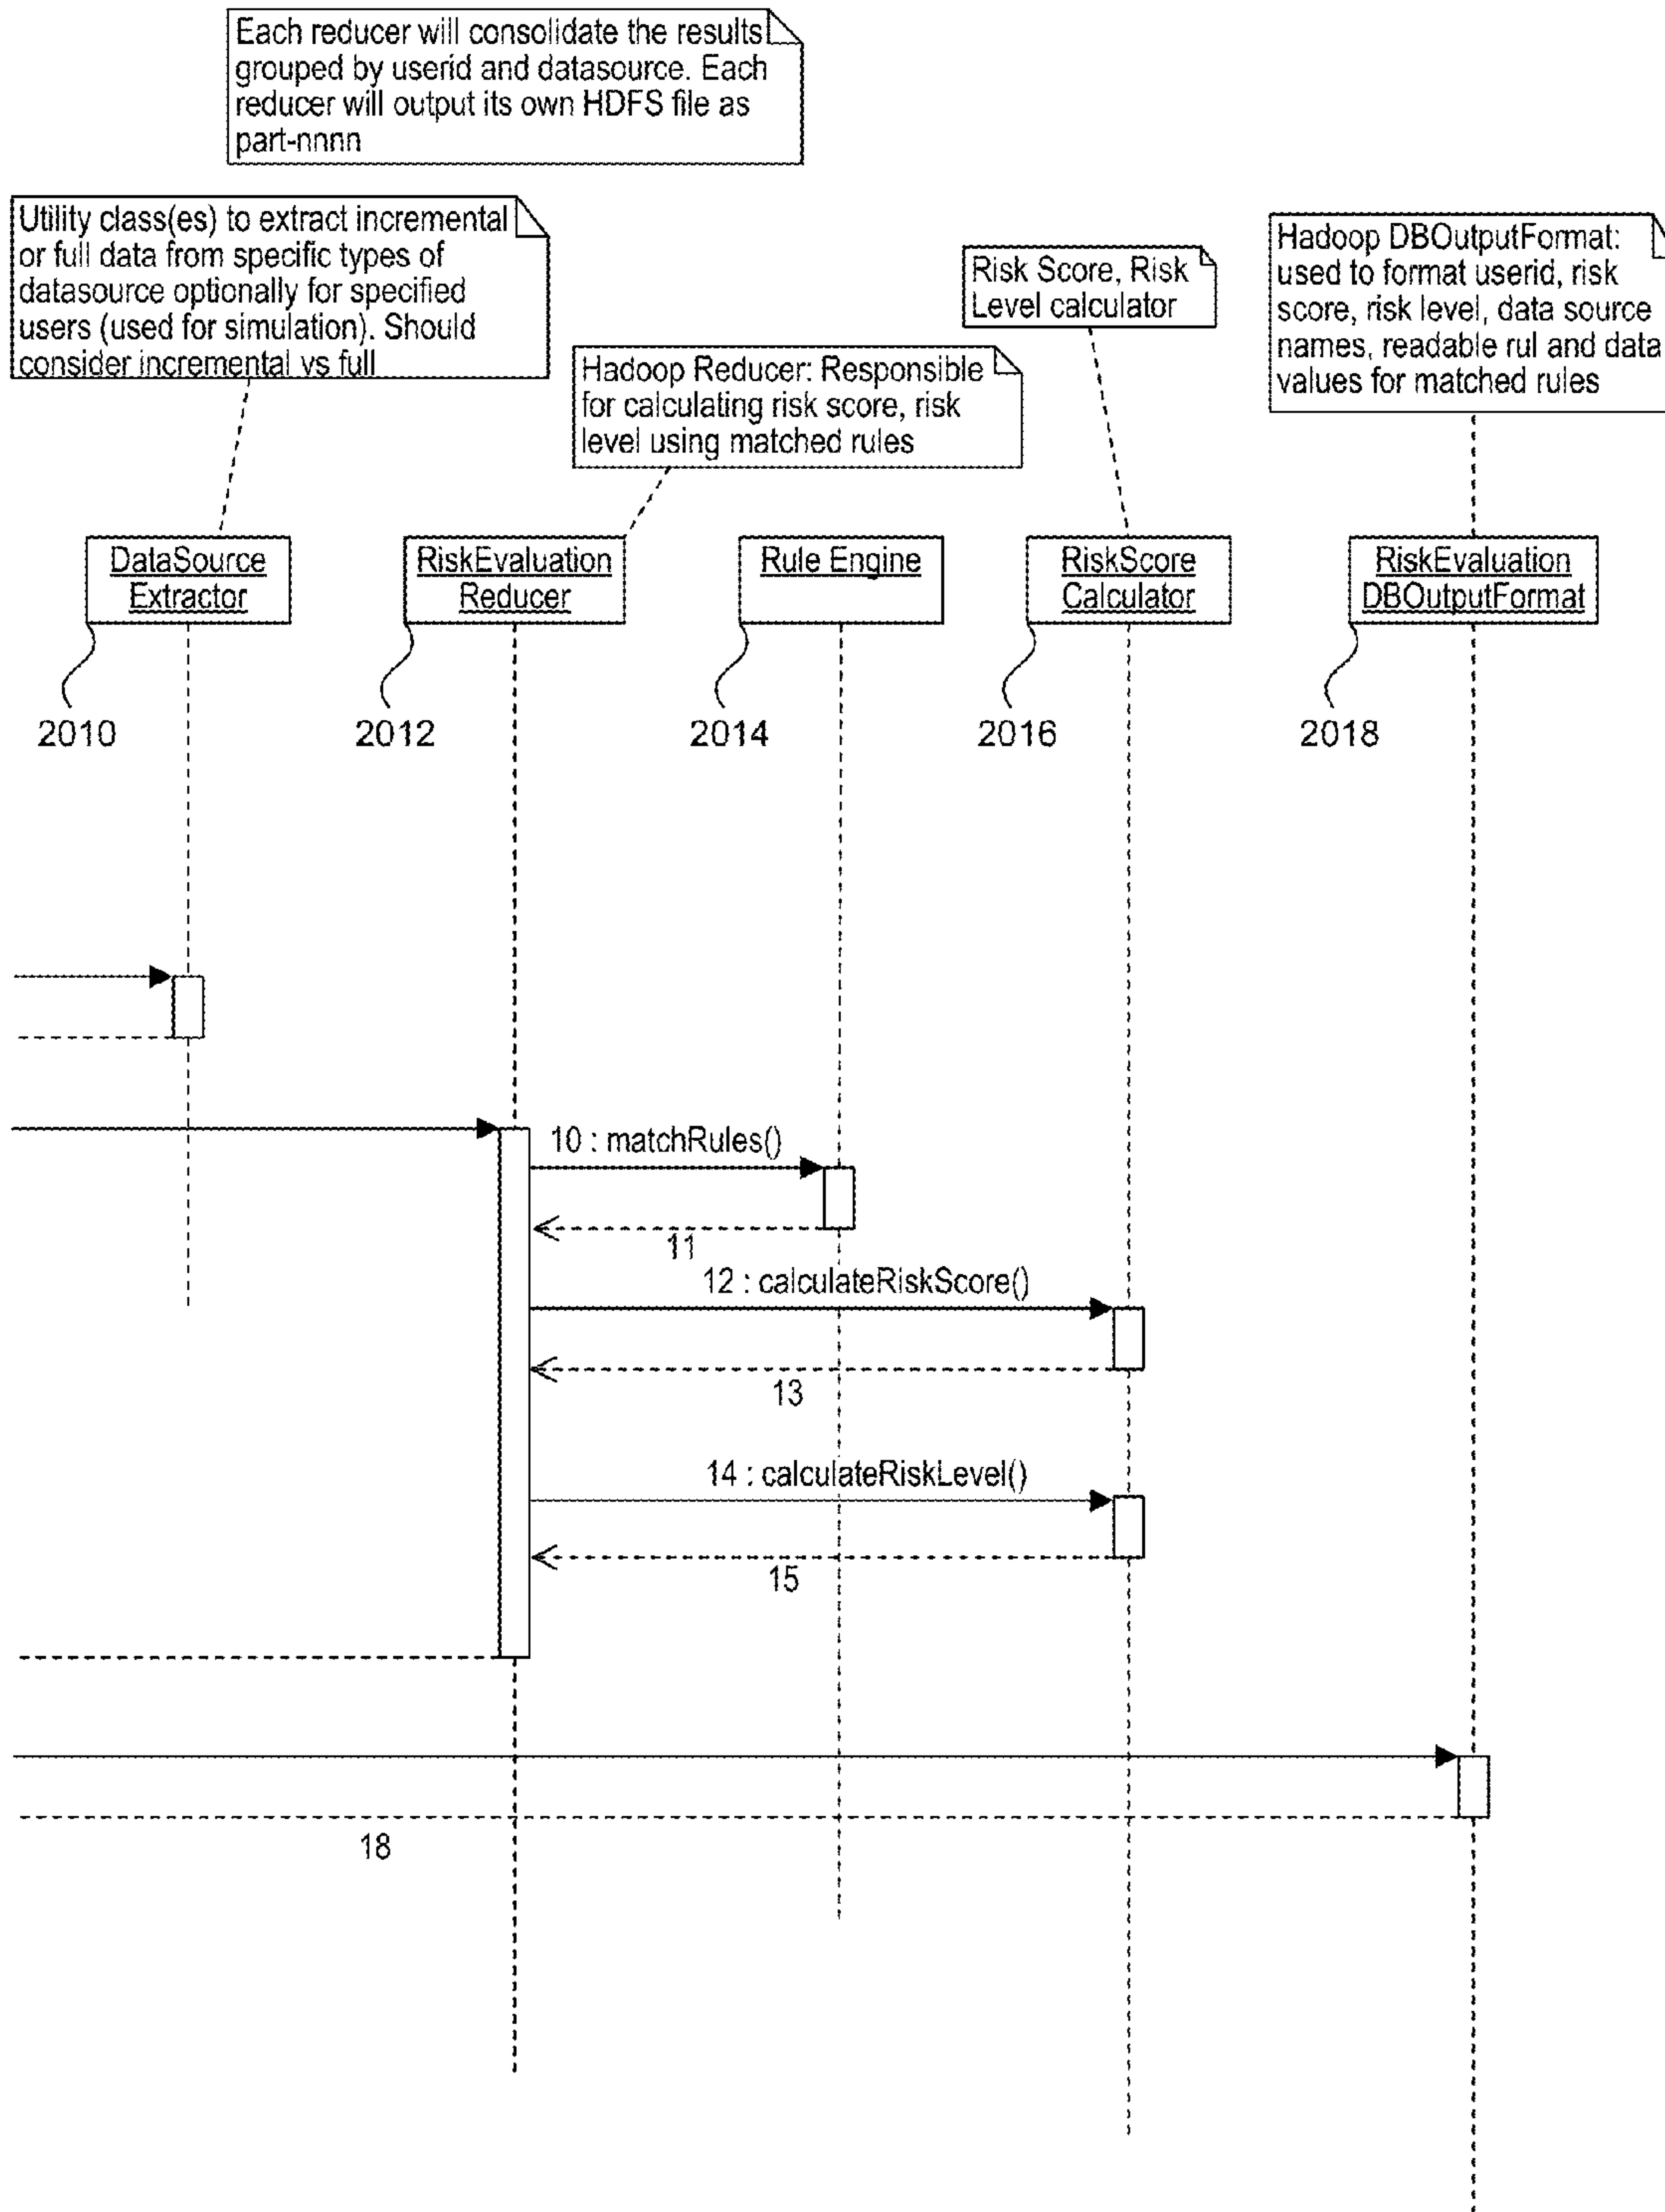 Each reducer will consolidate the results
grouped by userid and datasource. Each
reducer will output its own HDFS file as
part-nnnn
Utility class(es) to extract incremental
or full data from specific types of
datasource optionally for specified
users (used for simulation). Should
consider incremental vs full
Hadoop Reducer: Responsible
for calculating risk score, risk
level using matched rules
Risk Score, Risk
Level calculator
Hadoop DBOutputFormat:
used to format userid, risk
score, risk level, data source
names, readable rul and data
values for matched rules
DataSource
Extractor
RiskEvaluation
Reducer
Rule Engine
RiskScore
Calculator
RiskEvaluation
DBOutputFormat
2010
2012
2014
2016
2018
10 : matchRules()
11
12 : calculateRiskScore()
13
14 : calculateRiskLevel()
15
18